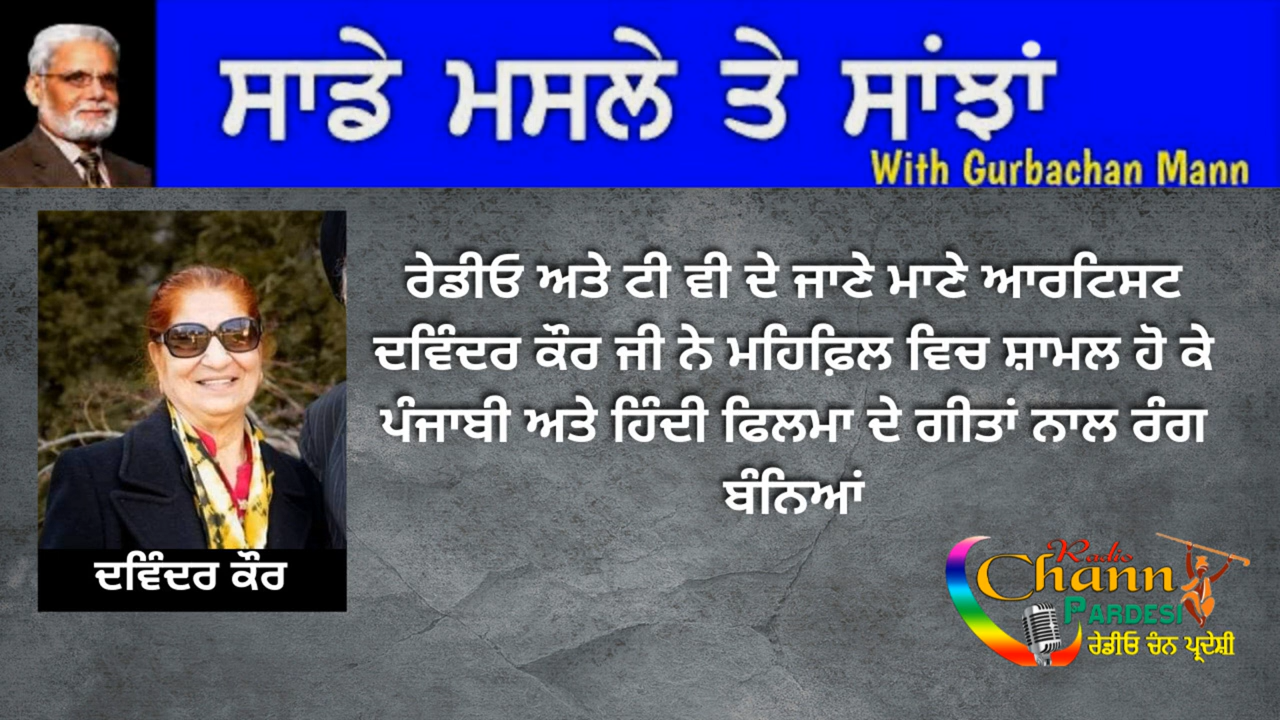 ਸਾਡੇ ਮਸਲੇ ਤੇ ਸਾਂਝਾਂ
With Gurbachan Mann
ਰੇਡੀਓ ਅਤੇ ਟੀ ਵੀ ਦੇ ਜਾਣੇ ਮਾਣੇ ਆਰਟਿਸਟ
ਦਵਿੰਦਰ ਕੌਰ ਜੀ ਨੇ ਮਹਿਫ਼ਿਲ ਵਿਚ ਸ਼ਾਮਲ ਹੋ ਕੇ
ਪੰਜਾਬੀ ਅਤੇ ਹਿੰਦੀ ਫਿਲਮਾ ਦੇ ਗੀਤਾਂ ਨਾਲ ਰੰਗ
ਬੰਨਿਆਂ
ਦਵਿੰਦਰ ਕੌਰ
Radio
Chann
PARDESI
ਰੇਡੀਓ ਚੰਨ ਪ੍ਰਦੇਸੀ